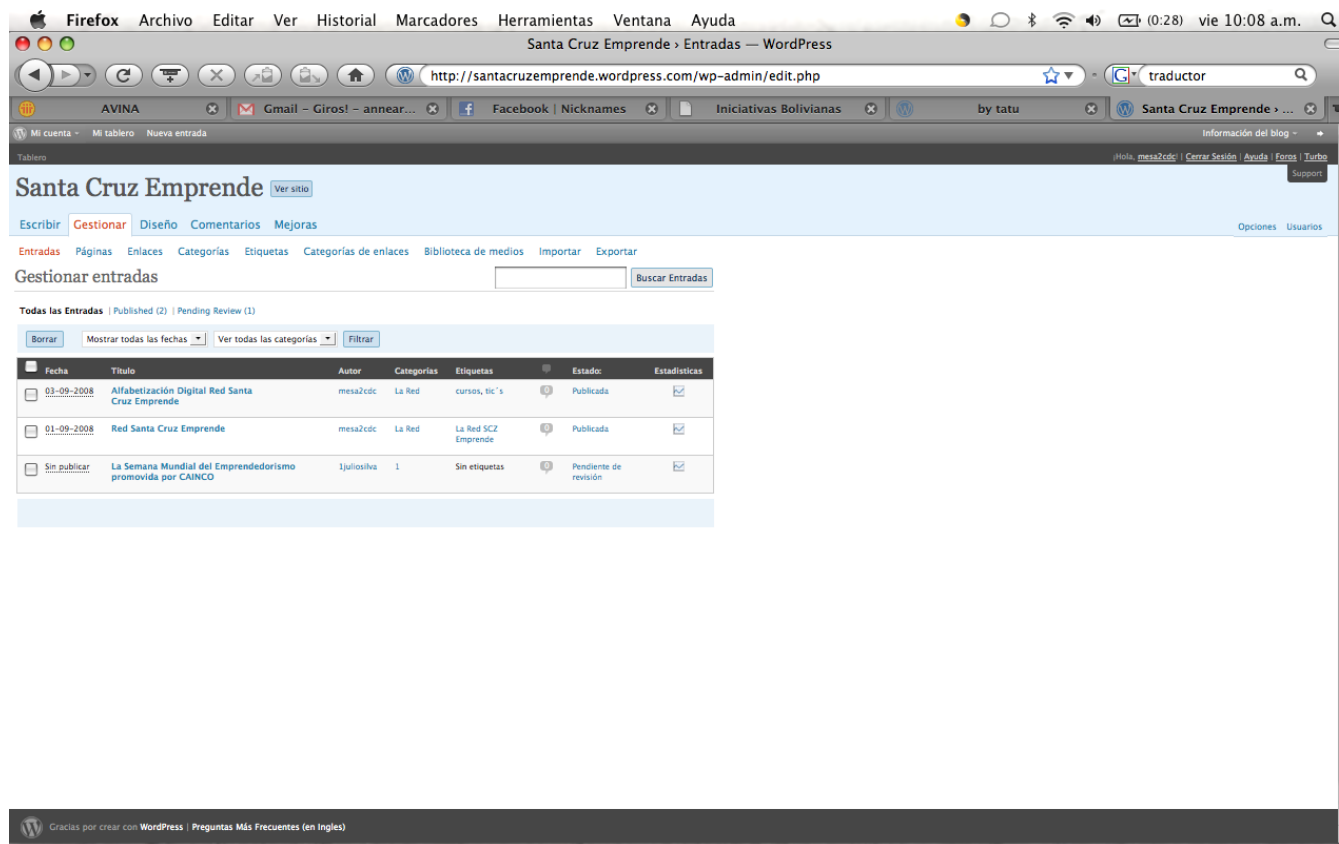 Firefox Archivo Editar Ver Historial Marcadores Herramientas Ventana Ayuda (0:28) vie 10:08 a.m.
Santa Cruz Emprende › Entradas — WordPress
http://santacruzemprende.wordpress.com/wp-admin/edit.php traductor
AVINA Gmail – Giros! – annear... Facebook | Nicknames Iniciativas Bolivianas by tatu Santa Cruz Emprende › ...
Mi cuenta Mi tablero Nueva entrada Información del blog
Tablero ¡Hola, mesa2cdc! | Cerrar Sesión | Ayuda | Foros | Turbo
Support
Santa Cruz Emprende Ver sitio
Escribir Gestionar Diseño Comentarios Mejoras Opciones Usuarios
Entradas Páginas Enlaces Categorías Etiquetas Categorías de enlaces Biblioteca de medios Importar Exportar
Gestionar entradas Buscar Entradas
Todas las Entradas | Published (2) | Pending Review (1)
Borrar Mostrar todas las fechas Ver todas las categorías Filtrar
Fecha Título Autor Categorías Etiquetas Estado: Estadísticas
03-09-2008 Alfabetización Digital Red Santa mesa2cdc La Red cursos, tic´s 0 Publicada
Cruz Emprende
01-09-2008 Red Santa Cruz Emprende mesa2cdc La Red La Red SCZ 0 Publicada
Emprende
Sin publicar La Semana Mundial del Emprendedorismo 1juliosilva 1 Sin etiquetas 0 Pendiente de
promovida por CAINCO revisión
Gracias por crear con WordPress | Preguntas Más Frecuentes (en Ingles)